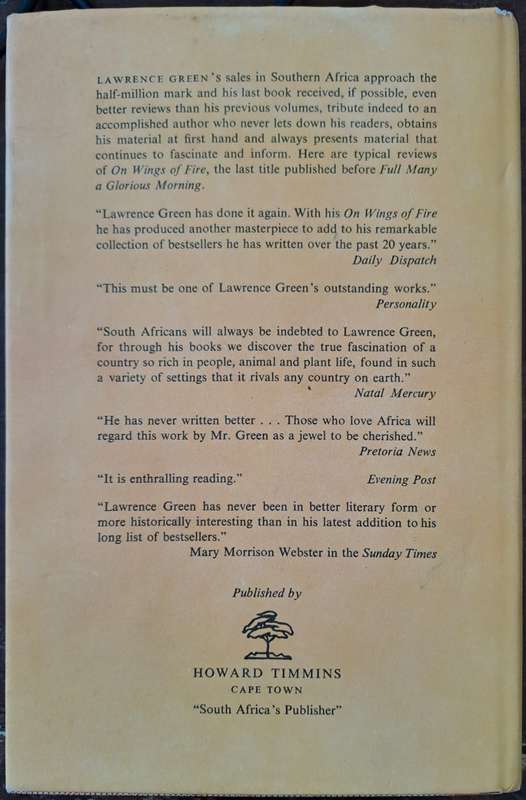 LAWRENCE GREEN'S sales in Southern Africa approach the
half-million mark and his last book received, if possible, even
better reviews than his previous volumes, tribute indeed to an
accomplished author who never lets down his readers, obtains
his material at first hand and always presents material that
continues to fascinate and inform. Here are typical reviews
of On Wings of Fire, the last title published before Full Many
a Glorious Morning.
“Lawrence Green has done it again. With his On Wings of Fire
he has produced another masterpiece to add to his remarkable
collection of bestsellers he has written over the past 20 years.”
Daily Dispatch
“This must be one of Lawrence Green's outstanding works.”
Personality
“South Africans will always be indebted to Lawrence Green,
for through his books we discover the true fascination of a
country so rich in people, animal and plant life, found in such
a variety of settings that it rivals any country on earth.”
Natal Mercury
“He has never written better . . . Those who love Africa will
regard this work by Mr. Green as a jewel to be cherished.”
Pretoria News
“It is enthralling reading.” Evening Post
“Lawrence Green has never been in better literary form or
more historically interesting than in his latest addition to his
long list of bestsellers.”
Mary Morrison Webster in the Sunday Times
Published by
HOWARD TIMMINS
CAPE TOWN
“South Africa's Publisher”